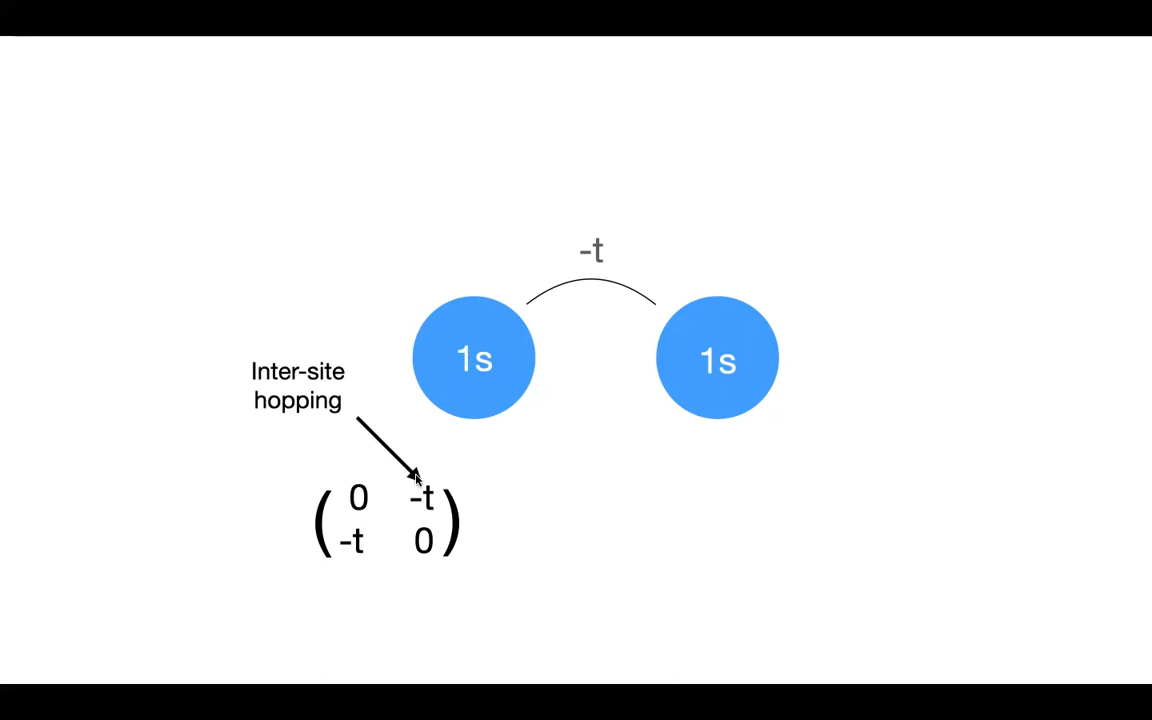 -t
1s 1s
Inter-site
hopping
0 -t
-t 0